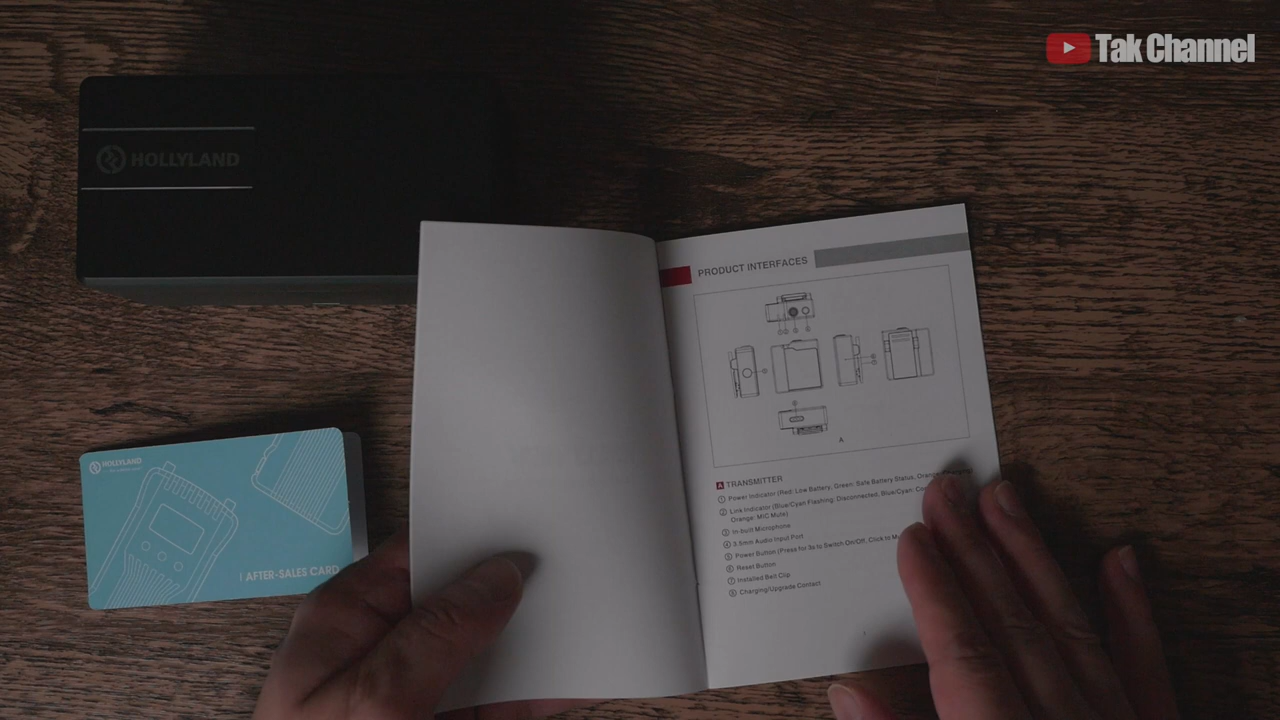 Tak Channel
HOLLYLAND
PRODUCT INTERFACES
A
A TRANSMITTER
① Power Indicator (Red: Low Battery, Green: Safe Battery Status, Orange:
② Link Indicator (Blue/Cyan Flashing: Disconnected, Blue/Cyan:
Orange: MIC Mute)
③ In-built Microphone
④ 3.5mm Audio Input Port
⑤ Power Button (Press for 3s to Switch On/Off, Click to
⑥ Reset Button
⑦ Installed Belt Clip
⑧ Charging/Upgrade Contact
HOLLYLAND
AFTER-SALES CARD